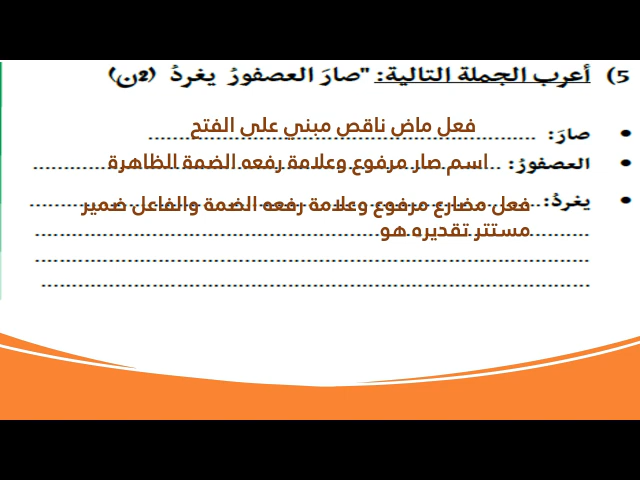 5) أعرب الجملة التالية: "صارَ العصفورُ يغردُ (2ن)
• صارَ: فعل ماض ناقص مبني على الفتح
• العصفورُ: اسم صار مرفوع وعلامة رفعه الضمة الظاهرة
• يغردُ: فعل مضارع مرفوع وعلامة رفعه الضمة والفاعل ضمير
مستتر تقديره هو